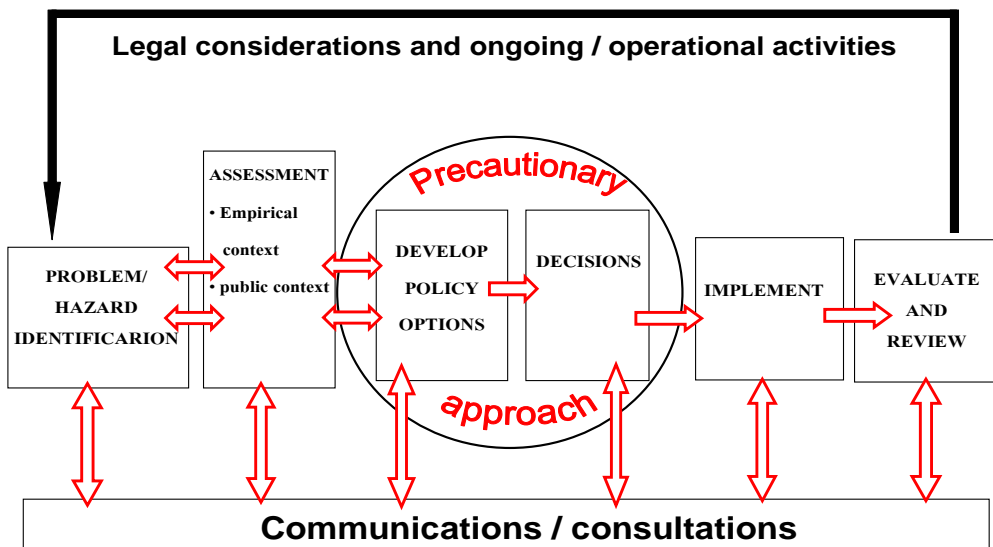 Legal considerations and ongoing / operational activities
ASSESSMENT
• Empirical
context
• public context
Precautionary
approach
PROBLEM/
HAZARD
IDENTIFICARION
DEVELOP
POLICY
OPTIONS
DECISIONS
IMPLEMENT
EVALUATE
AND
REVIEW
Communications / consultations